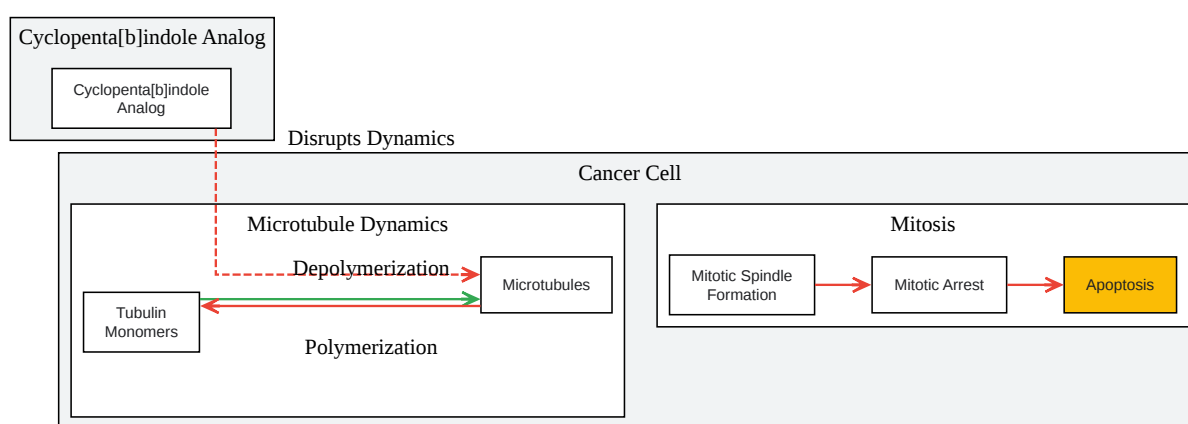 Cyclopenta[b]indole Analog
Cyclopenta[b]indole
Analog
Disrupts Dynamics
Cancer Cell
Microtubule Dynamics
Depolymerization
Microtubules
Tubulin
Monomers
Polymerization
Mitosis
Mitotic Spindle
Formation
Mitotic Arrest
Apoptosis